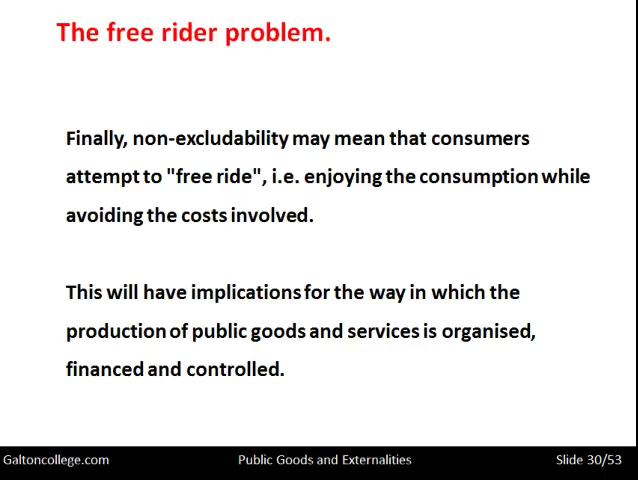 The free rider problem.
Finally, non-excludability may mean that consumers
attempt to "free ride", i.e. enjoying the consumption while
avoiding the costs involved.
This will have implications for the way in which the
production of public goods and services is organised,
financed and controlled.
Galtoncollege.com Public Goods and Externalities Slide 30/53